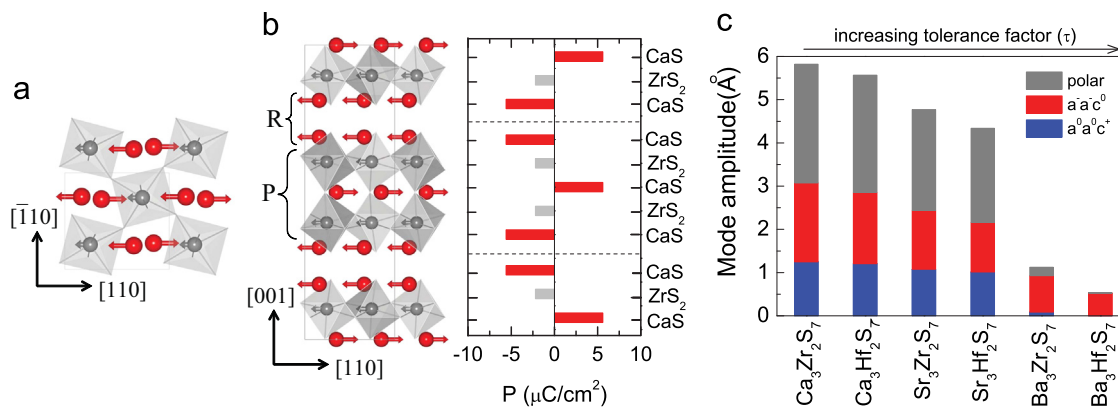 a
[1̄10]
[110]
b
R
P
[001]
[110]
CaS
ZrS₂
CaS
CaS
ZrS₂
CaS
ZrS₂
CaS
CaS
ZrS₂
CaS
-10 -5 0 5 10
P (μC/cm²)
c
increasing tolerance factor (τ)
Mode amplitude(Å)
6
5
4
3
2
1
0
polar
a⁻a⁻c⁰
a⁰a⁰c⁺
Ca₃Zr₂S₇
Ca₃Hf₂S₇
Sr₃Zr₂S₇
Sr₃Hf₂S₇
Ba₃Zr₂S₇
Ba₃Hf₂S₇